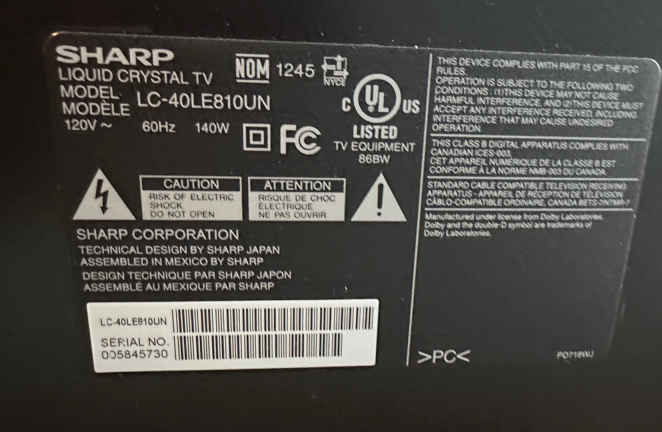 SHARP
LIQUID CRYSTAL TV
MODEL
MODÈLE
LC-40LE810UN
120V ~ 60Hz 140W
NOM 1245
NYCE
C UL US
LISTED
TV EQUIPMENT
86BW
FC
CAUTION
RISK OF ELECTRIC
SHOCK
DO NOT OPEN
ATTENTION
RISQUE DE CHOC
ÉLECTRIQUE
NE PAS OUVRIR
SHARP CORPORATION
TECHNICAL DESIGN BY SHARP JAPAN
ASSEMBLED IN MEXICO BY SHARP
DESIGN TECHNIQUE PAR SHARP JAPON
ASSEMBLÉ AU MEXIQUE PAR SHARP
LC-40LE810UN
SERIAL NO.
005845730
THIS DEVICE COMPLIES WITH PART 15 OF THE FCC
RULES.
OPERATION IS SUBJECT TO THE FOLLOWING TWO
CONDITIONS : (1)THIS DEVICE MAY NOT CAUSE
HARMFUL INTERFERENCE, AND (2)THIS DEVICE MUST
ACCEPT ANY INTERFERENCE RECEIVED, INCLUDING
INTERFERENCE THAT MAY CAUSE UNDESIRED
OPERATION.
THIS CLASS B DIGITAL APPARATUS COMPLIES WITH
CANADIAN ICES-003.
CET APPAREIL NUMÉRIQUE DE LA CLASSE B EST
CONFORME À LA NORME NMB-003 DU CANADA.
STANDARD CABLE COMPATIBLE TELEVISION RECEIVING
APPARATUS - APPAREIL DE RÉCEPTION DE TÉLÉVISION
CÂBLO-COMPATIBLE ORDINAIRE, CANADA
Manufactured under license from Dolby Laboratories.
Dolby and the double-D symbol are trademarks of
Dolby Laboratories.
>PC<